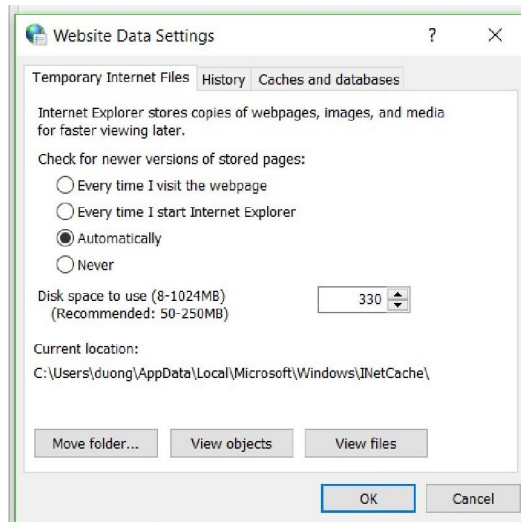 Website Data Settings
Temporary Internet Files History Caches and databases
Internet Explorer stores copies of webpages, images, and media
for faster viewing later.
Check for newer versions of stored pages:
Every time I visit the webpage
Every time I start Internet Explorer
Automatically
Never
Disk space to use (8-1024MB) 330
(Recommended: 50-250MB)
Current location:
C:\Users\duong\AppData\Local\Microsoft\Windows\INetCache\
Move folder... View objects View files
OK Cancel